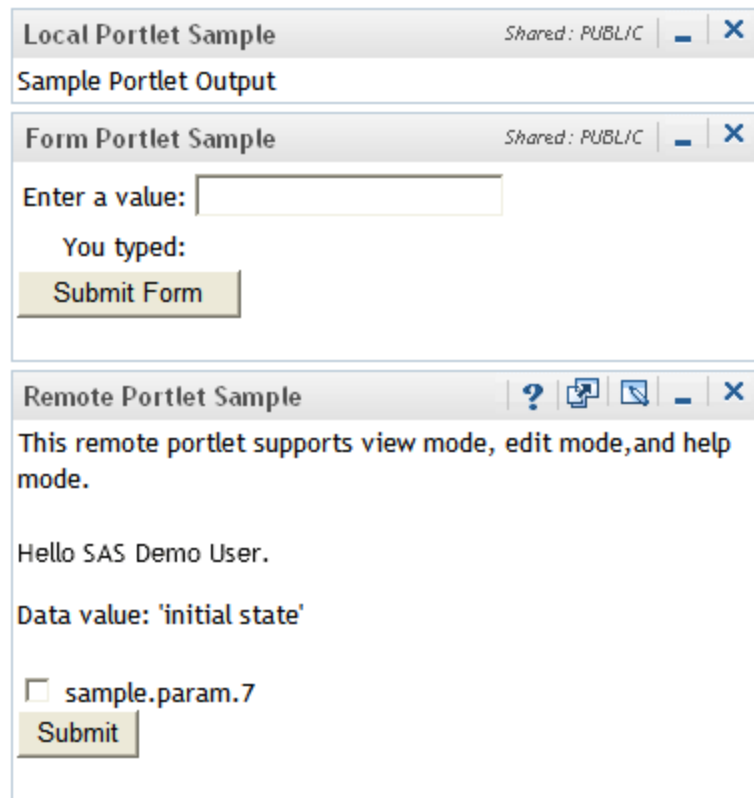 Local Portlet Sample Shared: PUBLIC
Sample Portlet Output
Form Portlet Sample Shared: PUBLIC
Enter a value:
You typed:
Submit Form
Remote Portlet Sample ?
This remote portlet supports view mode, edit mode,and help
mode.
Hello SAS Demo User.
Data value: 'initial state'
sample.param.7
Submit